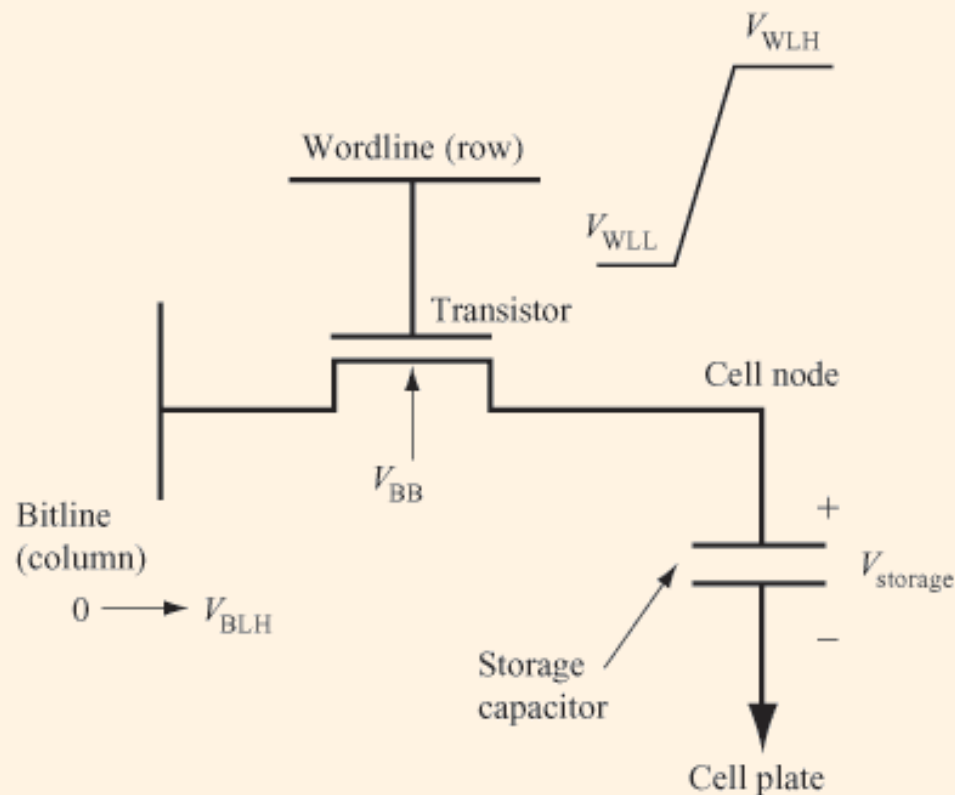 V_WLH
Wordline (row)
V_WLL
Transistor
Cell node
V_BB
Bitline
(column)
0 → V_BLH
+
V_storage
−
Storage
capacitor
Cell plate